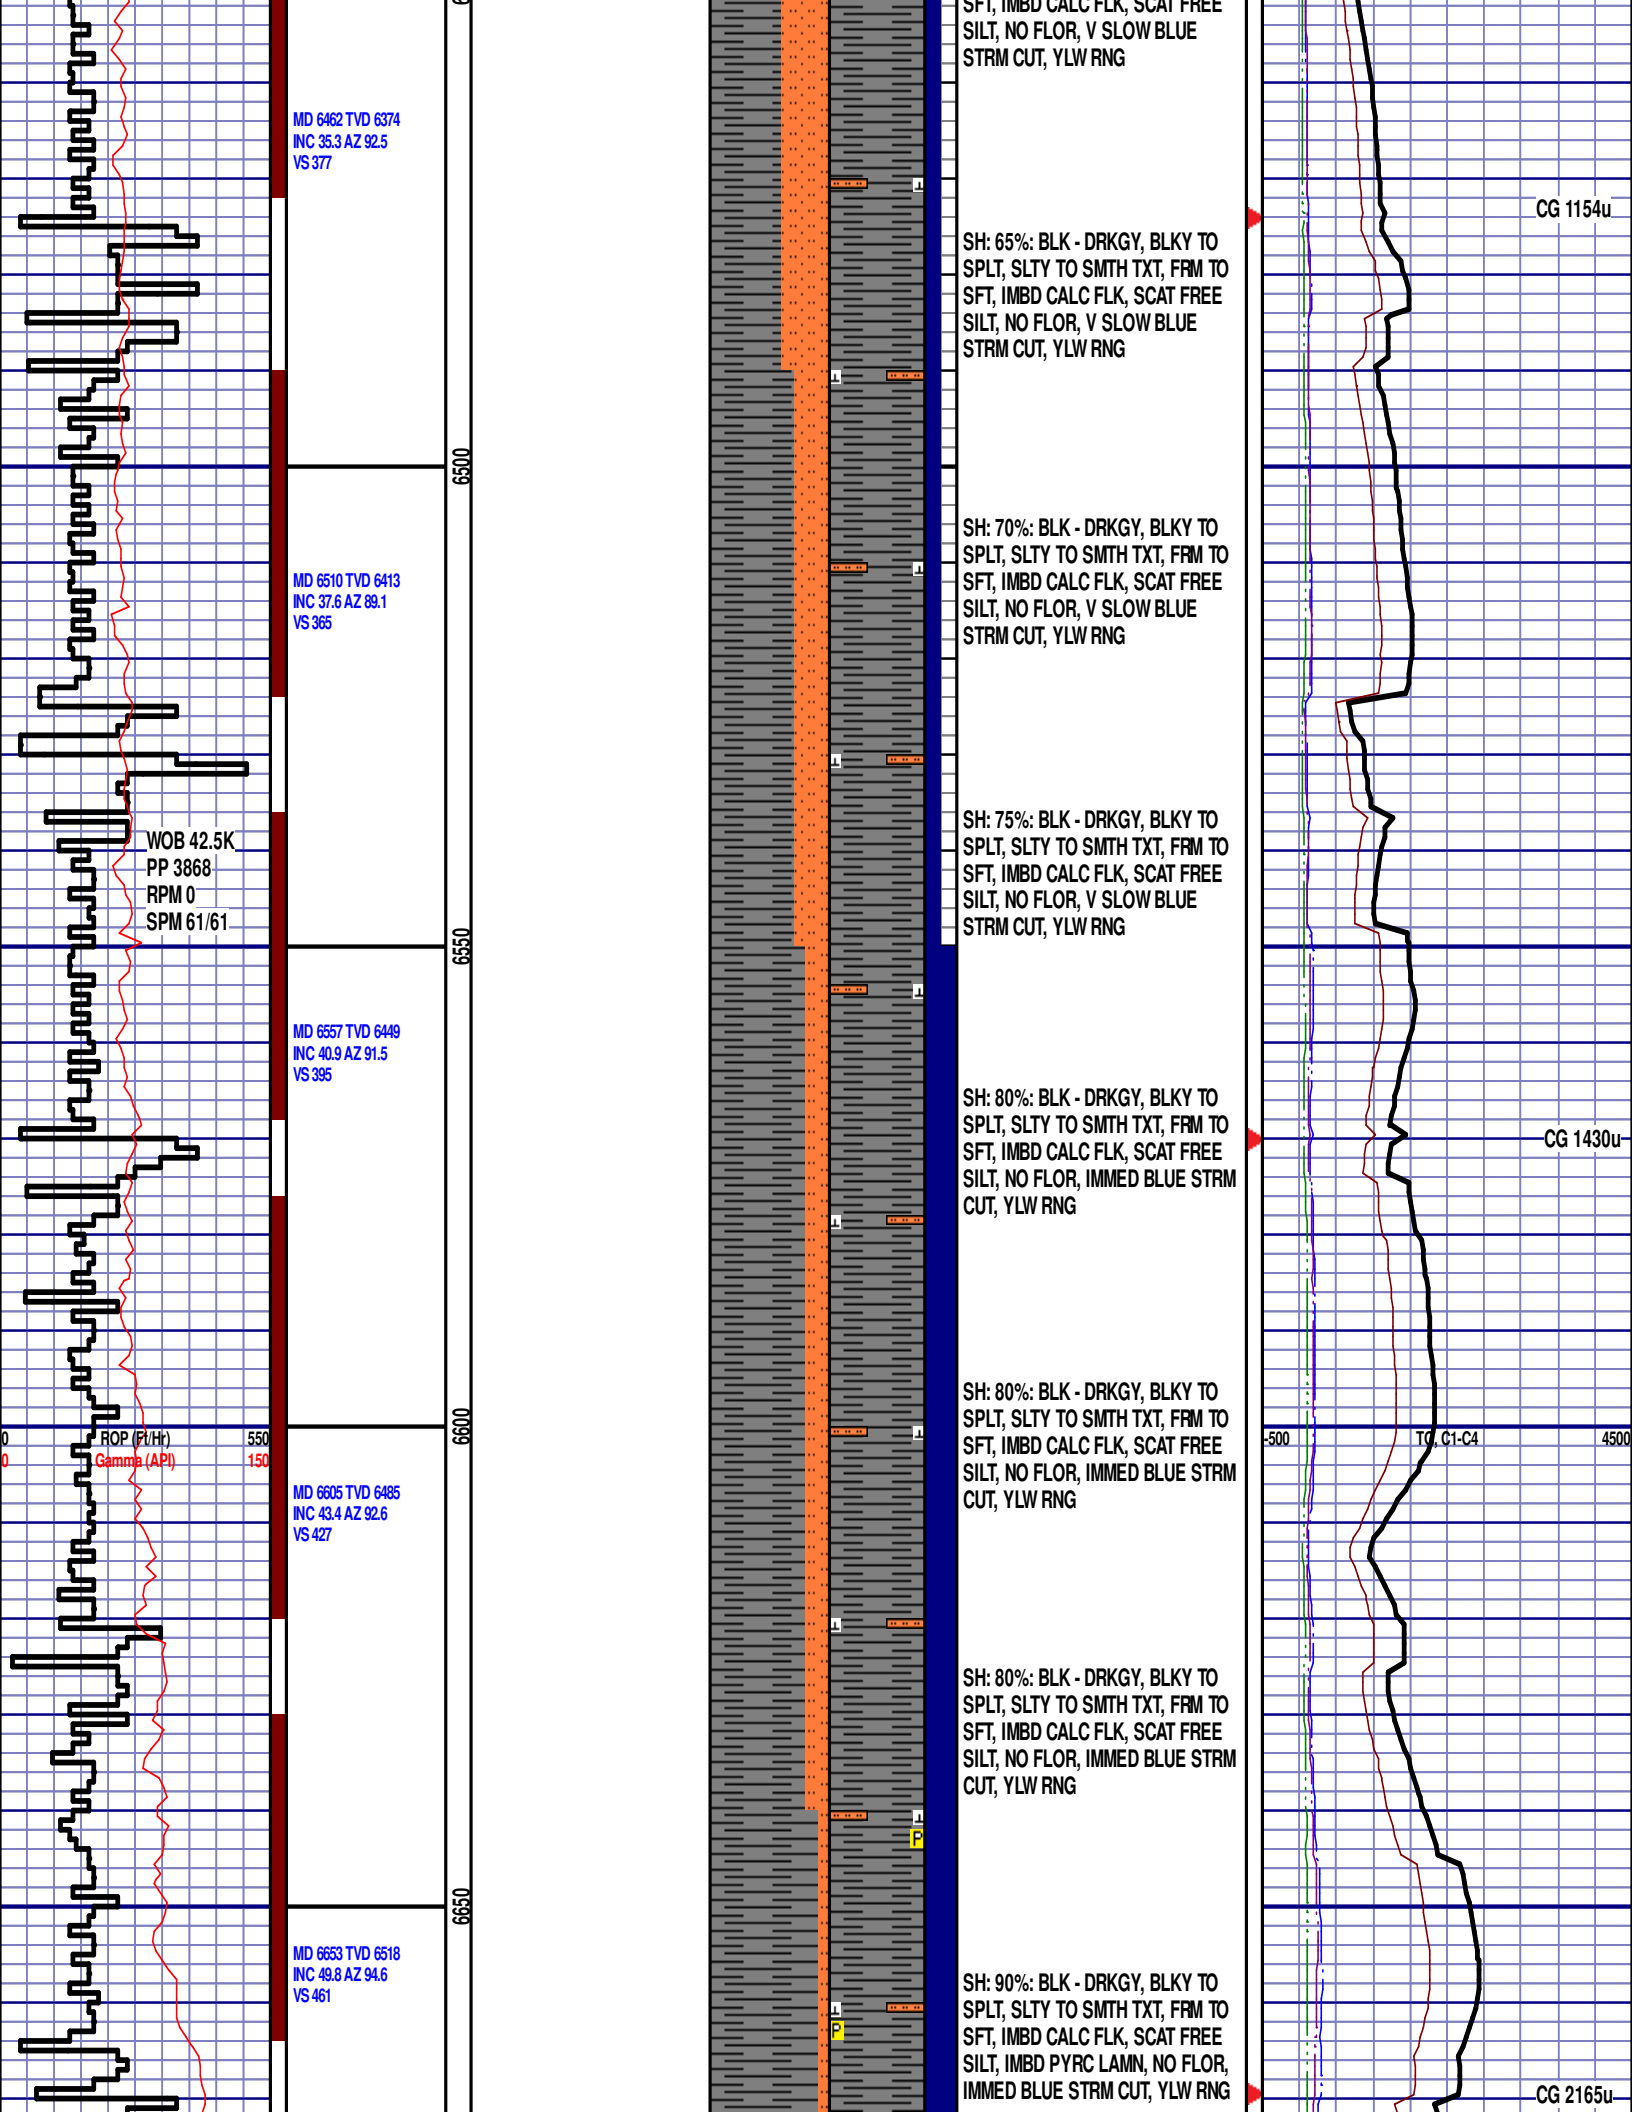 SFT, IMBD CALC FLK, SCAT FREE
SILT, NO FLOR, V SLOW BLUE
STRM CUT, YLW RNG
MD 6462 TVD 6374
INC 35.3 AZ 92.5
VS 377
CG 1154u
SH: 65%: BLK - DRKGY, BLKY TO
SPLT, SLTY TO SMTH TXT, FRM TO
SFT, IMBD CALC FLK, SCAT FREE
SILT, NO FLOR, V SLOW BLUE
STRM CUT, YLW RNG
6500
SH: 70%: BLK - DRKGY, BLKY TO
SPLT, SLTY TO SMTH TXT, FRM TO
SFT, IMBD CALC FLK, SCAT FREE
SILT, NO FLOR, V SLOW BLUE
STRM CUT, YLW RNG
MD 6510 TVD 6413
INC 37.6 AZ 89.1
VS 365
SH: 75%: BLK - DRKGY, BLKY TO
SPLT, SLTY TO SMTH TXT, FRM TO
SFT, IMBD CALC FLK, SCAT FREE
SILT, NO FLOR, V SLOW BLUE
STRM CUT, YLW RNG
WOB 42.5K
PP 3868
RPM 0
SPM 61/61
6550
MD 6557 TVD 6449
INC 40.9 AZ 91.5
VS 395
SH: 80%: BLK - DRKGY, BLKY TO
SPLT, SLTY TO SMTH TXT, FRM TO
SFT, IMBD CALC FLK, SCAT FREE
SILT, NO FLOR, IMMED BLUE STRM
CUT, YLW RNG
CG 1430u
SH: 80%: BLK - DRKGY, BLKY TO
SPLT, SLTY TO SMTH TXT, FRM TO
SFT, IMBD CALC FLK, SCAT FREE
SILT, NO FLOR, IMMED BLUE STRM
CUT, YLW RNG
6600
0 ROP (Ft/Hr) 550
0 Gamma (API) 150
-500 TG, C1-C4 4500
MD 6605 TVD 6485
INC 43.4 AZ 92.6
VS 427
SH: 80%: BLK - DRKGY, BLKY TO
SPLT, SLTY TO SMTH TXT, FRM TO
SFT, IMBD CALC FLK, SCAT FREE
SILT, NO FLOR, IMMED BLUE STRM
CUT, YLW RNG
P
6650
MD 6653 TVD 6518
INC 49.8 AZ 94.6
VS 461
P
SH: 90%: BLK - DRKGY, BLKY TO
SPLT, SLTY TO SMTH TXT, FRM TO
SFT, IMBD CALC FLK, SCAT FREE
SILT, IMBD PYRC LAMN, NO FLOR,
IMMED BLUE STRM CUT, YLW RNG
CG 2165u